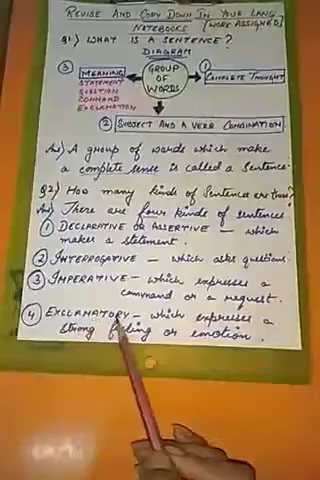 REVISE AND COPY DOWN IN YOUR LANG
NOTEBOOKS [WORK ASSIGNED]
Q1.) WHAT IS A SENTENCE?
DIAGRAM
③ MEANING
STATEMENT
QUESTION
COMMAND
EXCLAMATION
GROUP
OF
WORDS
①
COMPLETE THOUGHT
② SUBJECT AND A VERB COMBINATION
Ans) A group of words which make
a complete sense is called a Sentence.
Q2) How many kinds of Sentences are there?
Ans) There are four kinds of sentences.
① DECLARATIVE OR ASSERTIVE - which
makes a statement.
② INTERROGATIVE - which asks questions.
③ IMPERATIVE - which expresses a
command or a request.
④ EXCLAMATORY - which expresses a
strong feeling or emotion.